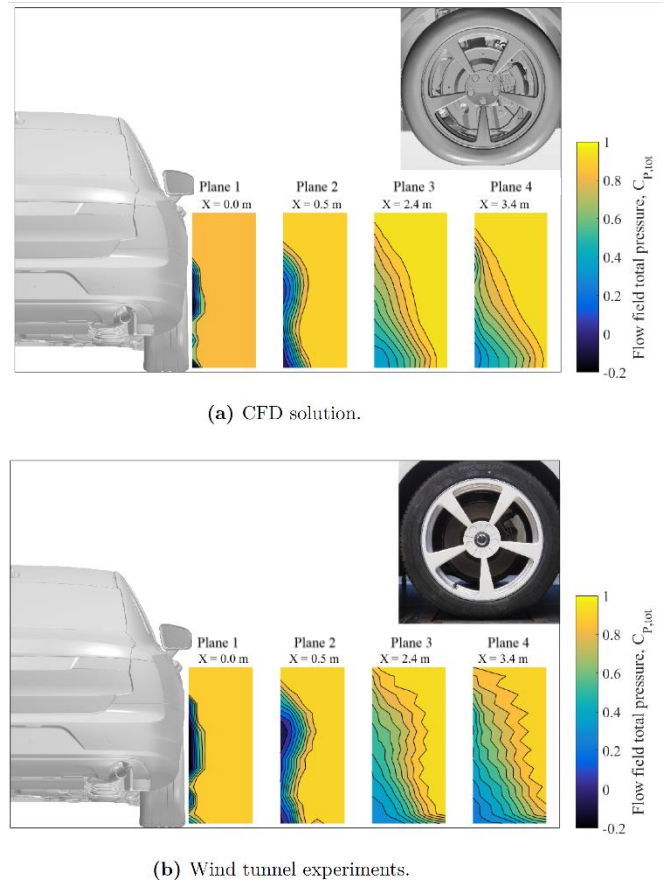 Plane 1 Plane 2 Plane 3 Plane 4
X = 0.0 m X = 0.5 m X = 2.4 m X = 3.4 m
1
0.8
0.6
0.4
0.2
0
-0.2
Flow field total pressure, C_P,tot
(a) CFD solution.
Plane 1 Plane 2 Plane 3 Plane 4
X = 0.0 m X = 0.5 m X = 2.4 m X = 3.4 m
1
0.8
0.6
0.4
0.2
0
-0.2
Flow field total pressure, C_P,tot
(b) Wind tunnel experiments.